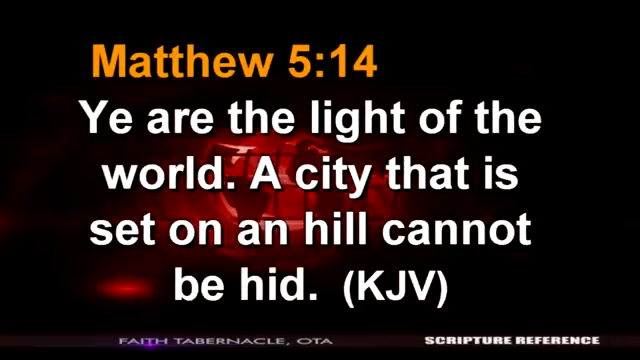 Matthew 5:14
Ye are the light of the
world. A city that is
set on an hill cannot
be hid. (KJV)
FAITH TABERNACLE, OTA
SCRIPTURE REFERENCE